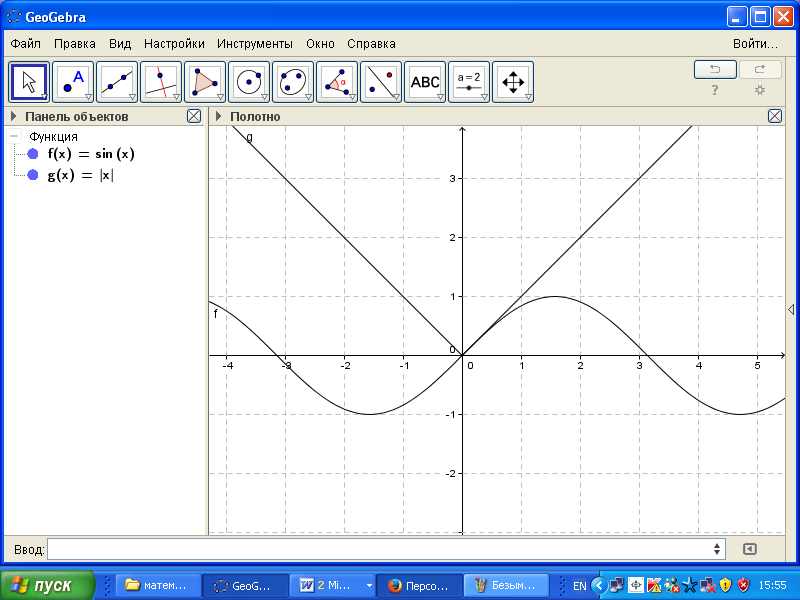 GeoGebra
Файл Правка Вид Настройки Инструменты Окно Справка Войти...
A α ABC a=2 ?
Панель объектов Полотно
Функция
f(x) = sin (x)
g(x) = |x|
g
3
2
1
f
0
-4 -3 -2 -1 0 1 2 3 4 5
-1
-2
Ввод:
пуск матем... GeoG... 2 Mi... Персо... Безым... EN 15:55